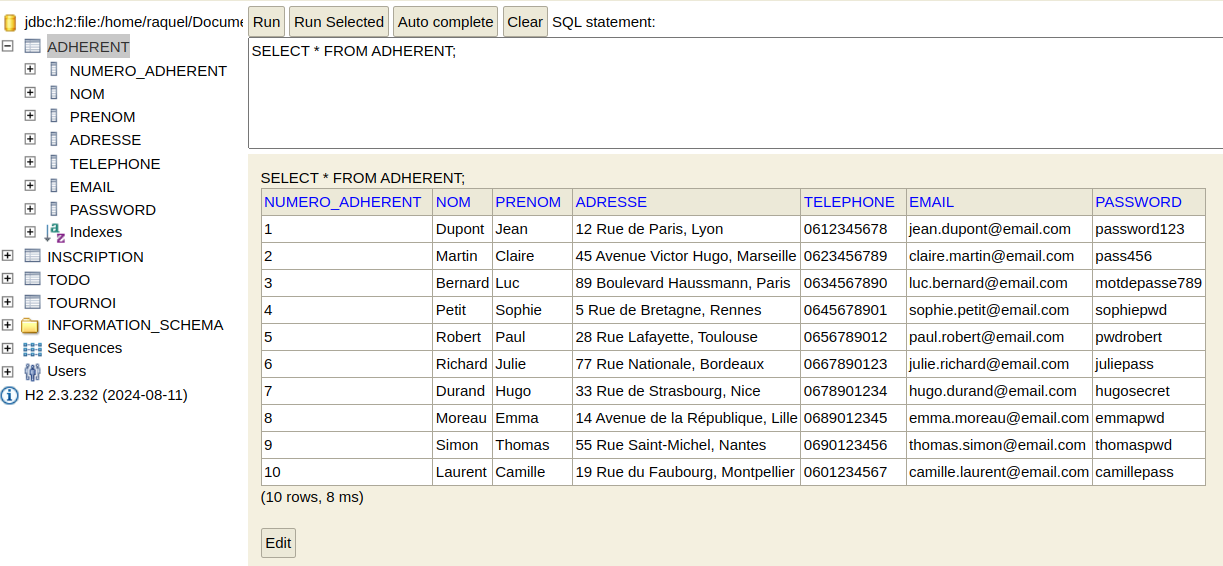 jdbc:h2:file:/home/raquel/Docume
ADHERENT
NUMERO_ADHERENT
NOM
PRENOM
ADRESSE
TELEPHONE
EMAIL
PASSWORD
Indexes
INSCRIPTION
TODO
TOURNOI
INFORMATION_SCHEMA
Sequences
Users
H2 2.3.232 (2024-08-11)
Run Run Selected Auto complete Clear SQL statement:
SELECT * FROM ADHERENT;
SELECT * FROM ADHERENT;
NUMERO_ADHERENT NOM PRENOM ADRESSE TELEPHONE EMAIL PASSWORD
1 Dupont Jean 12 Rue de Paris, Lyon 0612345678 jean.dupont@email.com password123
2 Martin Claire 45 Avenue Victor Hugo, Marseille 0623456789 claire.martin@email.com pass456
3 Bernard Luc 89 Boulevard Haussmann, Paris 0634567890 luc.bernard@email.com motdepasse789
4 Petit Sophie 5 Rue de Bretagne, Rennes 0645678901 sophie.petit@email.com sophiepwd
5 Robert Paul 28 Rue Lafayette, Toulouse 0656789012 paul.robert@email.com pwdrobert
6 Richard Julie 77 Rue Nationale, Bordeaux 0667890123 julie.richard@email.com juliepass
7 Durand Hugo 33 Rue de Strasbourg, Nice 0678901234 hugo.durand@email.com hugosecret
8 Moreau Emma 14 Avenue de la République, Lille 0689012345 emma.moreau@email.com emmapwd
9 Simon Thomas 55 Rue Saint-Michel, Nantes 0690123456 thomas.simon@email.com thomaspwd
10 Laurent Camille 19 Rue du Faubourg, Montpellier 0601234567 camille.laurent@email.com camillepass
(10 rows, 8 ms)
Edit